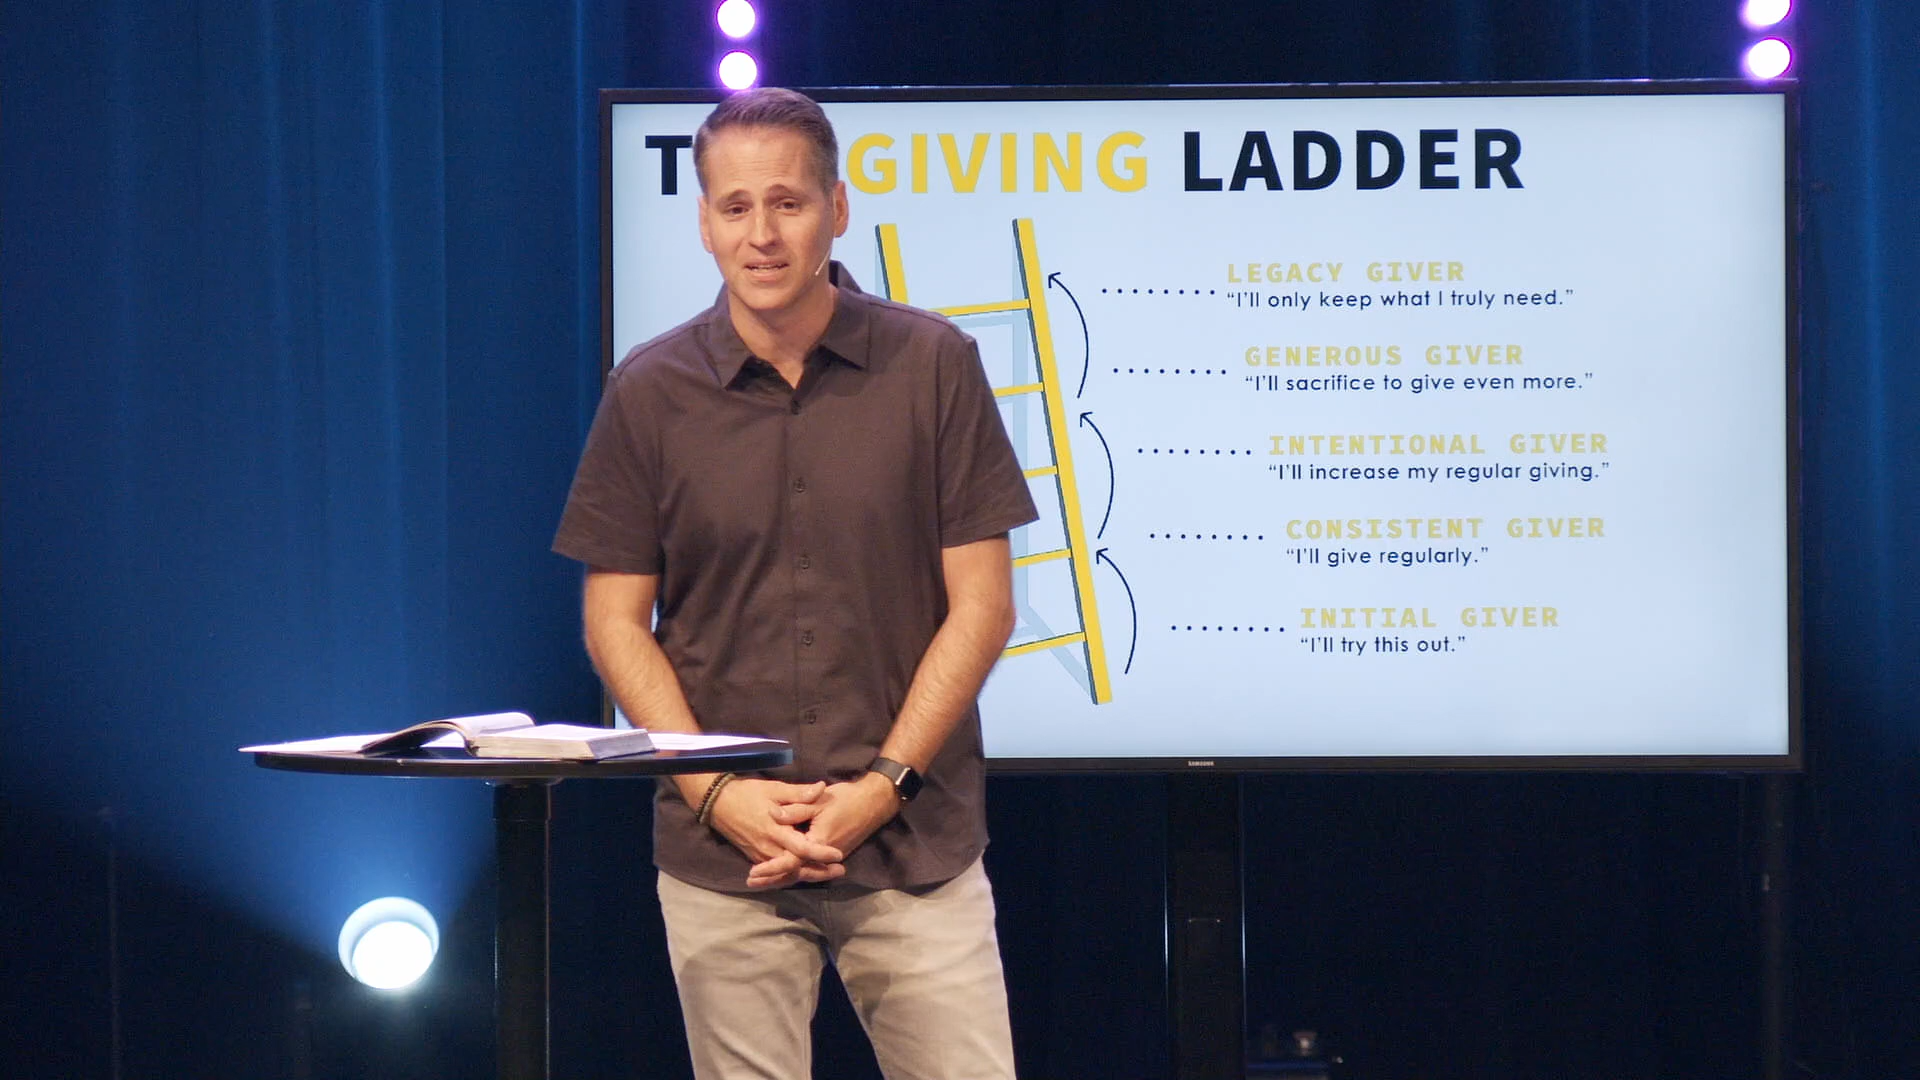 T GIVING LADDER
LEGACY GIVER
“I’ll only keep what I truly need.”
GENEROUS GIVER
“I’ll sacrifice to give even more.”
INTENTIONAL GIVER
“I’ll increase my regular giving.”
CONSISTENT GIVER
“I’ll give regularly.”
INITIAL GIVER
“I’ll try this out.”
SAMSUNG